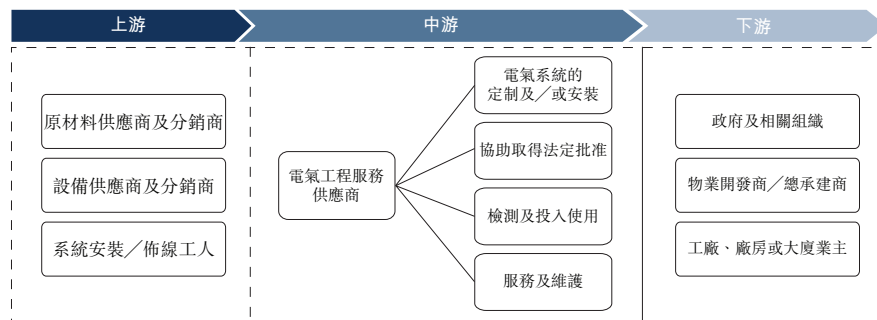 上游
中游
下游
原材料供應商及分銷商
設備供應商及分銷商
系統安裝／佈線工人
電氣工程服務
供應商
電氣系統的
定制及／或安裝
協助取得法定批准
檢測及投入使用
服務及維護
政府及相關組織
物業開發商／總承建商
工廠、廠房或大廈業主